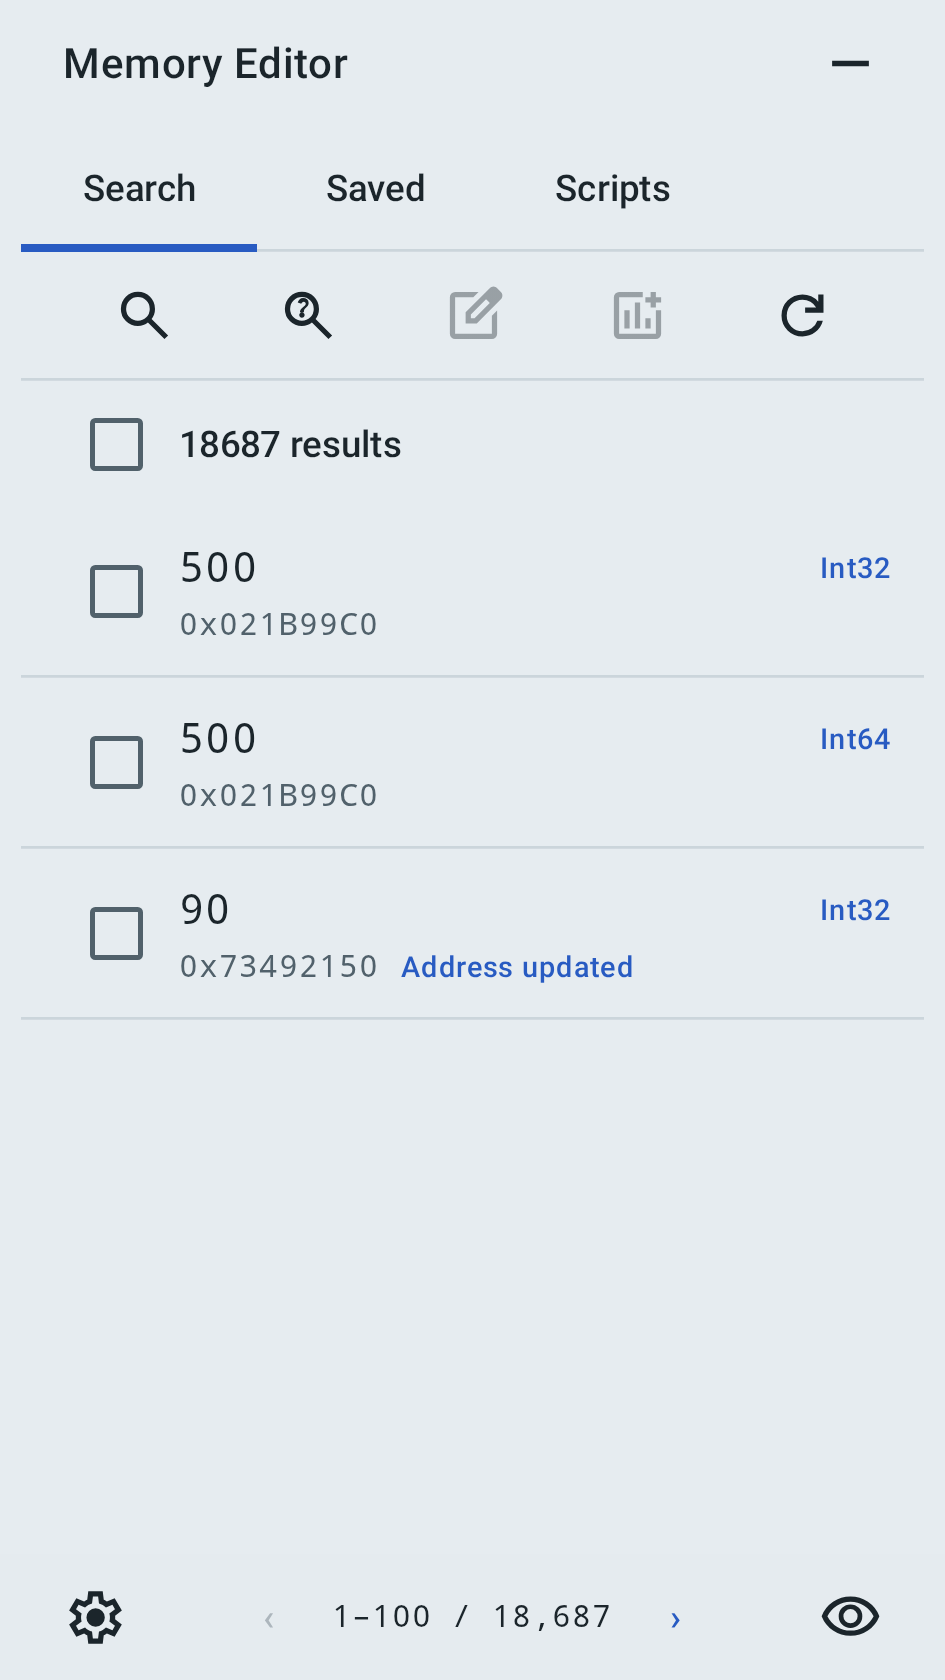 Memory Editor
Search Saved Scripts
18687 results
500 Int32
0x021B99C0
500 Int64
0x021B99C0
90 Int32
0x73492150 Address updated
‹ 1–100 / 18,687 ›